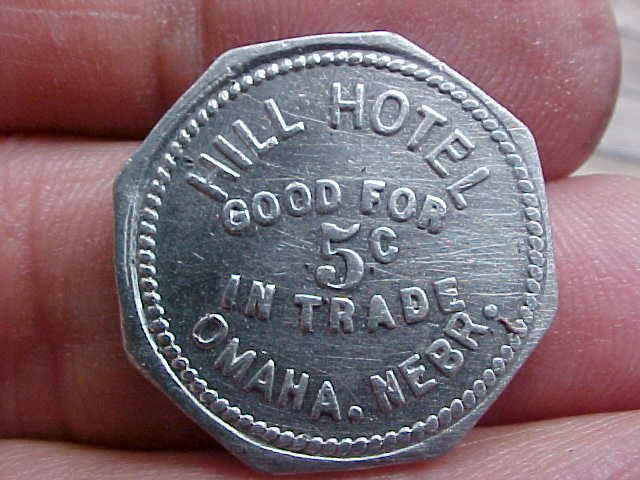 HILL HOTEL
GOOD FOR
5¢
IN TRADE
OMAHA. NEBR.